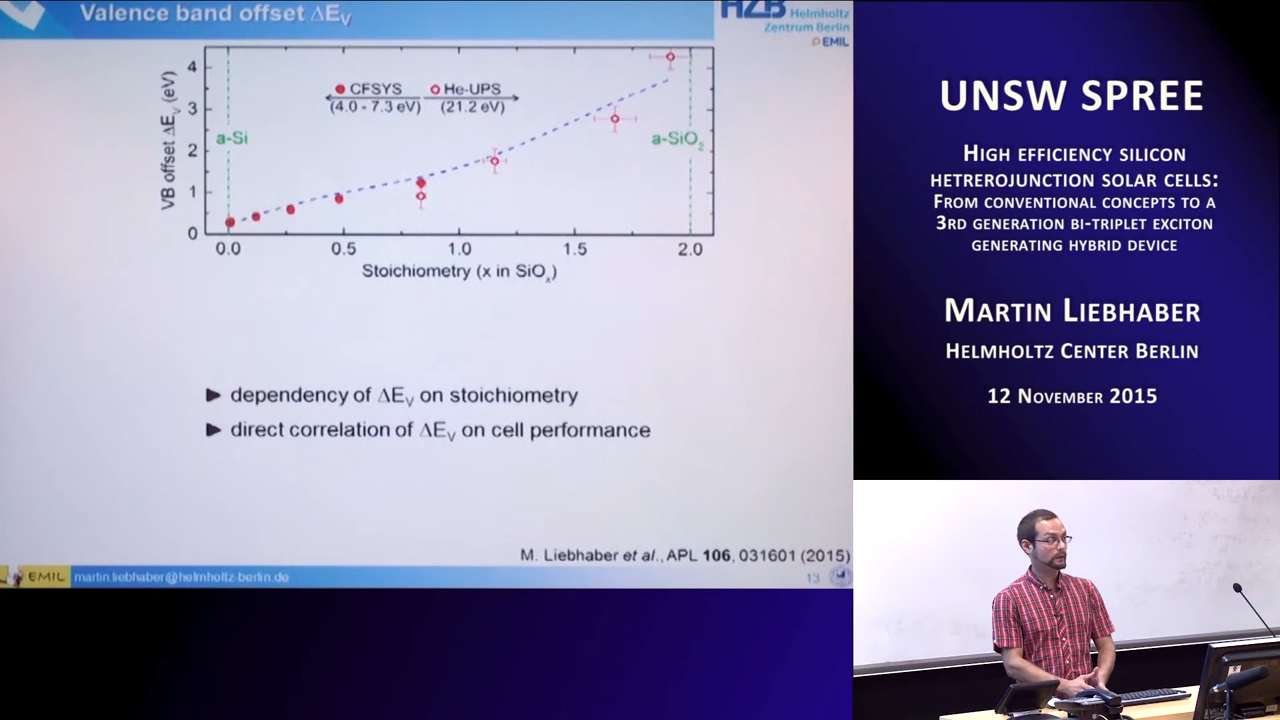 Valence band offset ΔEV
HZB Helmholtz
Zentrum Berlin
EMIL
VB offset ΔEV (eV)
4
3
2
1
0
CFSYS
(4.0 - 7.3 eV)
He-UPS
(21.2 eV)
a-Si
a-SiO2
0.0 0.5 1.0 1.5 2.0
Stoichiometry (x in SiOx)
dependency of ΔEV on stoichiometry
direct correlation of ΔEV on cell performance
M. Liebhaber et al., APL 106, 031601 (2015)
EMIL martin.liebhaber@helmholtz-berlin.de
13
UNSW SPREE
High efficiency silicon
hetrerojunction solar cells:
From conventional concepts to a
3rd generation bi-triplet exciton
generating hybrid device
Martin Liebhaber
Helmholtz Center Berlin
12 November 2015